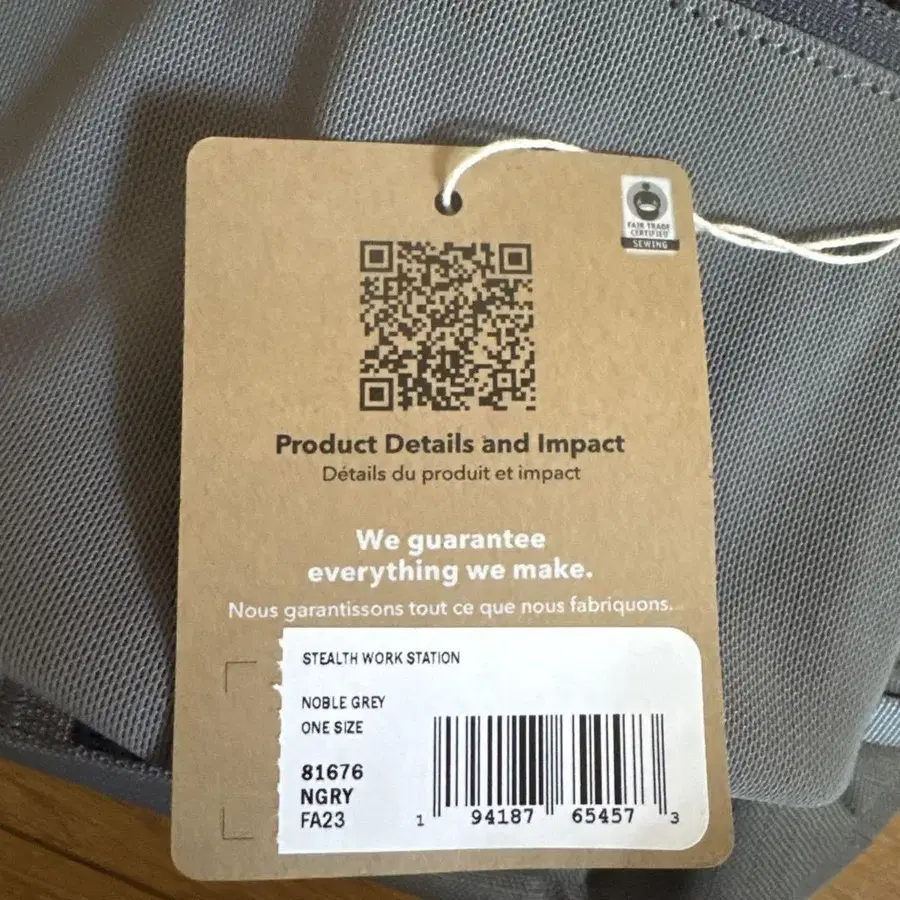 FAIR TRADE
CERTIFIED
SEWING
Product Details and Impact
Détails du produit et impact
We guarantee
everything we make.
Nous garantissons tout ce que nous fabriquons.
STEALTH WORK STATION
NOBLE GREY
ONE SIZE
81676
NGRY
FA23
1 94187 65457 3